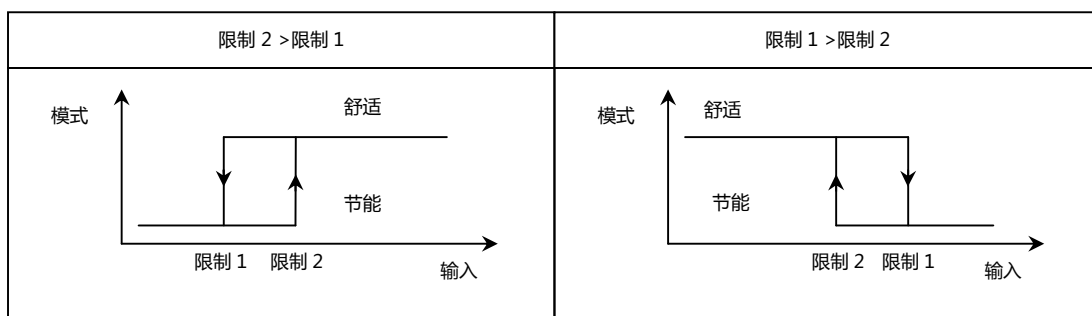 限制 2 >限制 1
限制 1 >限制 2
模式
舒适
节能
限制 1 限制 2
输入
模式
舒适
节能
限制 2 限制 1
输入